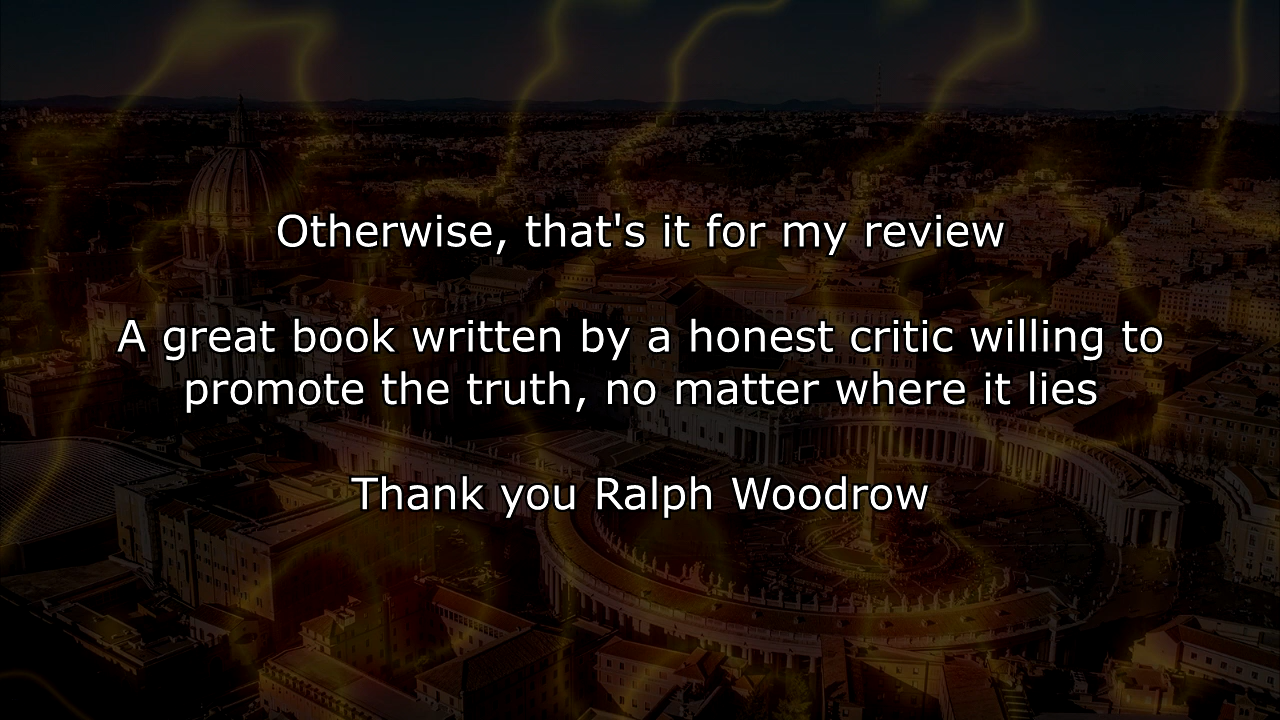 Otherwise, that's it for my review
A great book written by a honest critic willing to
promote the truth, no matter where it lies
Thank you Ralph Woodrow